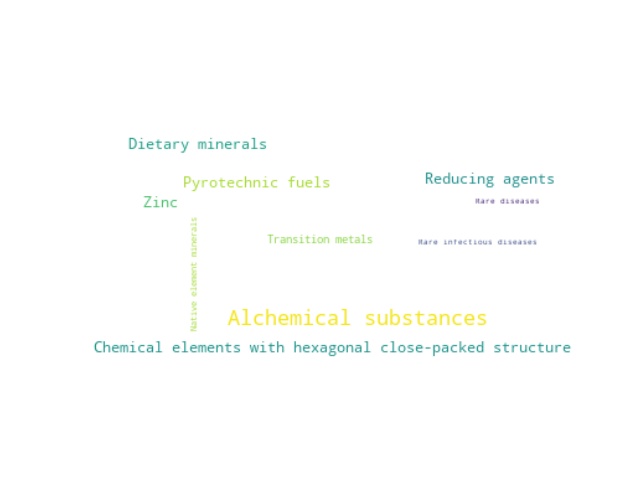 Dietary minerals
Pyrotechnic fuels
Reducing agents
Zinc
Rare diseases
Native element minerals
Transition metals
Rare infectious diseases
Alchemical substances
Chemical elements with hexagonal close-packed structure